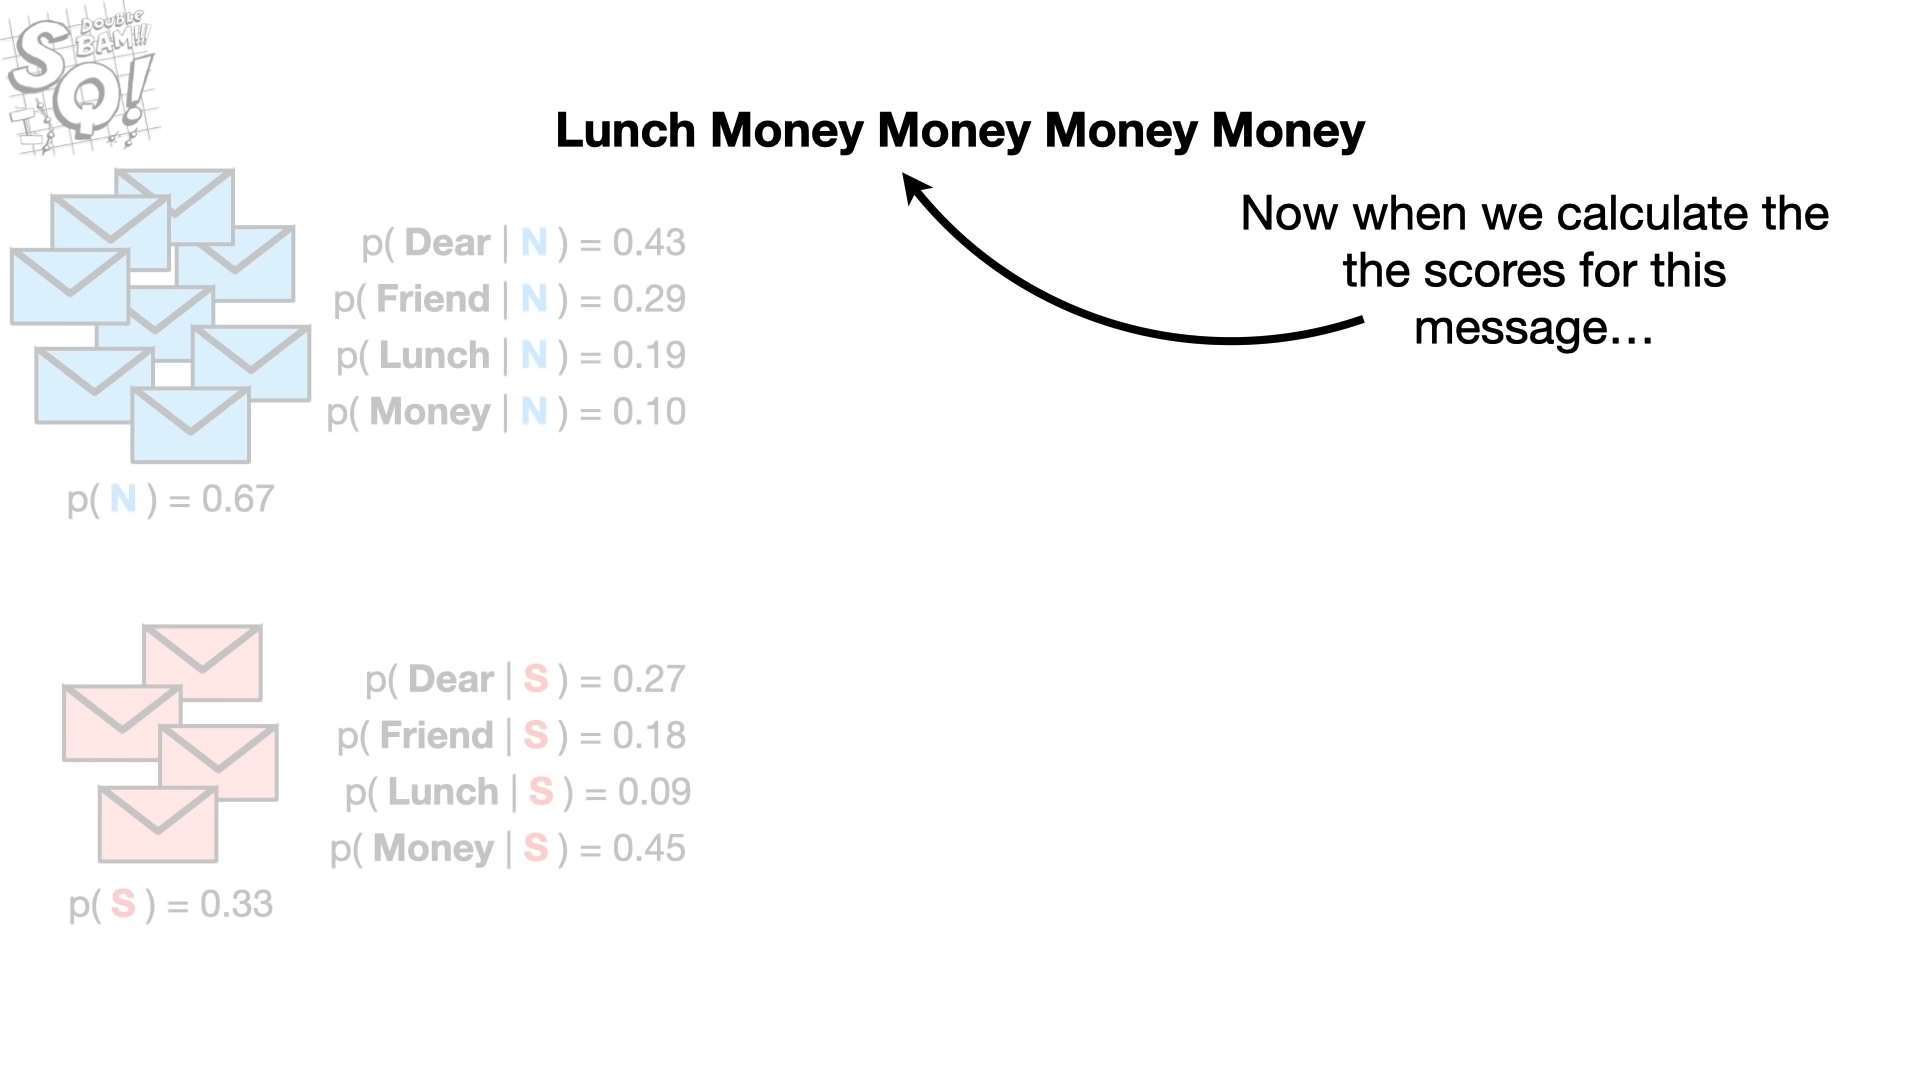 DOUBLE
BAM!!!
SQ!
Lunch Money Money Money Money
Now when we calculate the
the scores for this
message…
p( Dear | N ) = 0.43
p( Friend | N ) = 0.29
p( Lunch | N ) = 0.19
p( Money | N ) = 0.10
p( N ) = 0.67
p( Dear | S ) = 0.27
p( Friend | S ) = 0.18
p( Lunch | S ) = 0.09
p( Money | S ) = 0.45
p( S ) = 0.33